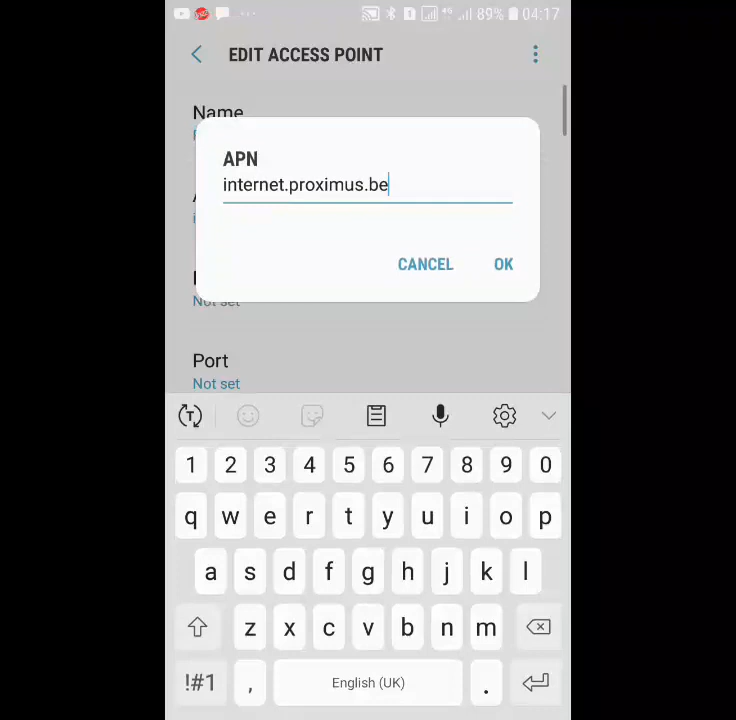 89% 04:17
EDIT ACCESS POINT
Name
APN
internet.proximus.be
CANCEL OK
Not set
Port
Not set
1 2 3 4 5 6 7 8 9 0
q w e r t y u i o p
a s d f g h j k l
z x c v b n m
!#1 , English (UK) .